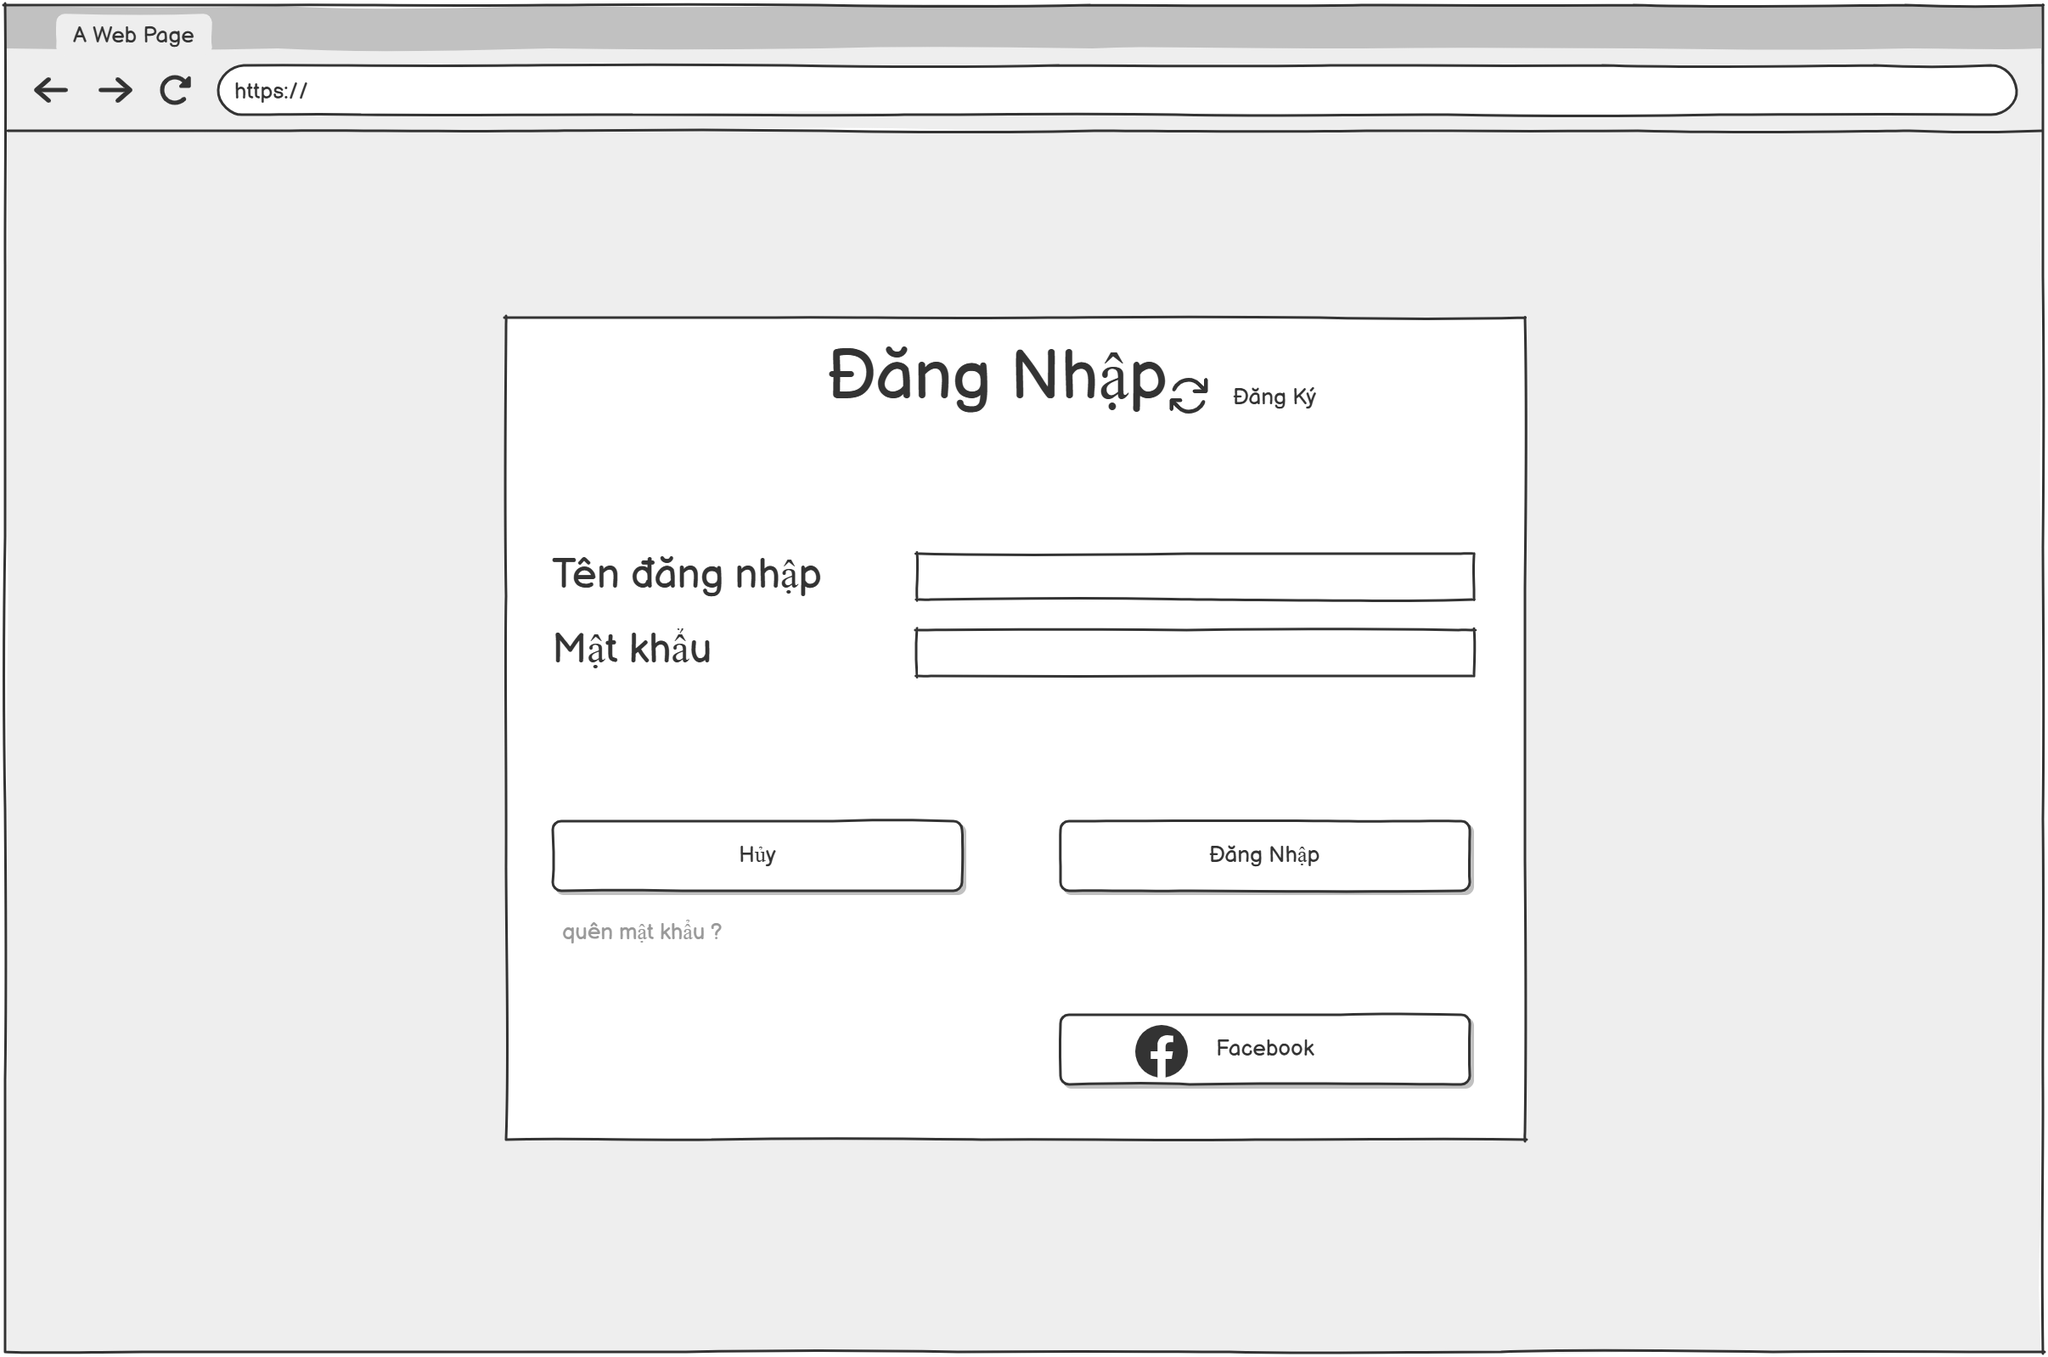 A Web Page
https://
Đăng Nhập
Đăng Ký
Tên đăng nhập
Mật khẩu
Hủy
Đăng Nhập
quên mật khẩu ?
Facebook